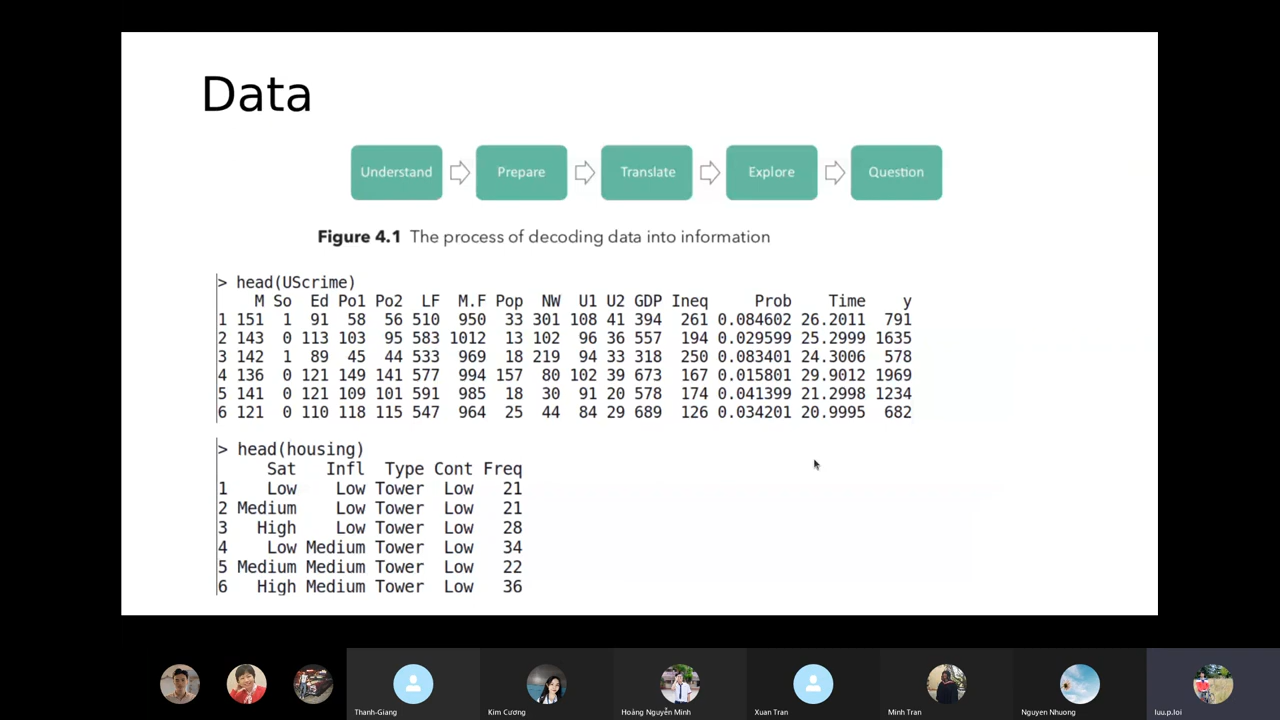 Data
Understand Prepare Translate Explore Question
Figure 4.1 The process of decoding data into information
> head(UScrime)
M So Ed Po1 Po2 LF M.F Pop NW U1 U2 GDP Ineq Prob Time y
1 151 1 91 58 56 510 950 33 301 108 41 394 261 0.084602 26.2011 791
2 143 0 113 103 95 583 1012 13 102 96 36 557 194 0.029599 25.2999 1635
3 142 1 89 45 44 533 969 18 219 94 33 318 250 0.083401 24.3006 578
4 136 0 121 149 141 577 994 157 80 102 39 673 167 0.015801 29.9012 1969
5 141 0 121 109 101 591 985 18 30 91 20 578 174 0.041399 21.2998 1234
6 121 0 110 118 115 547 964 25 44 84 29 689 126 0.034201 20.9995 682
> head(housing)
Sat Infl Type Cont Freq
1 Low Low Tower Low 21
2 Medium Low Tower Low 21
3 High Low Tower Low 28
4 Low Medium Tower Low 34
5 Medium Medium Tower Low 22
6 High Medium Tower Low 36
Thanh-Giang Kim Cương Hoảng Nguyễn Minh Xuan Tran Minh Tran Nguyen Nhuong luu.p.loi